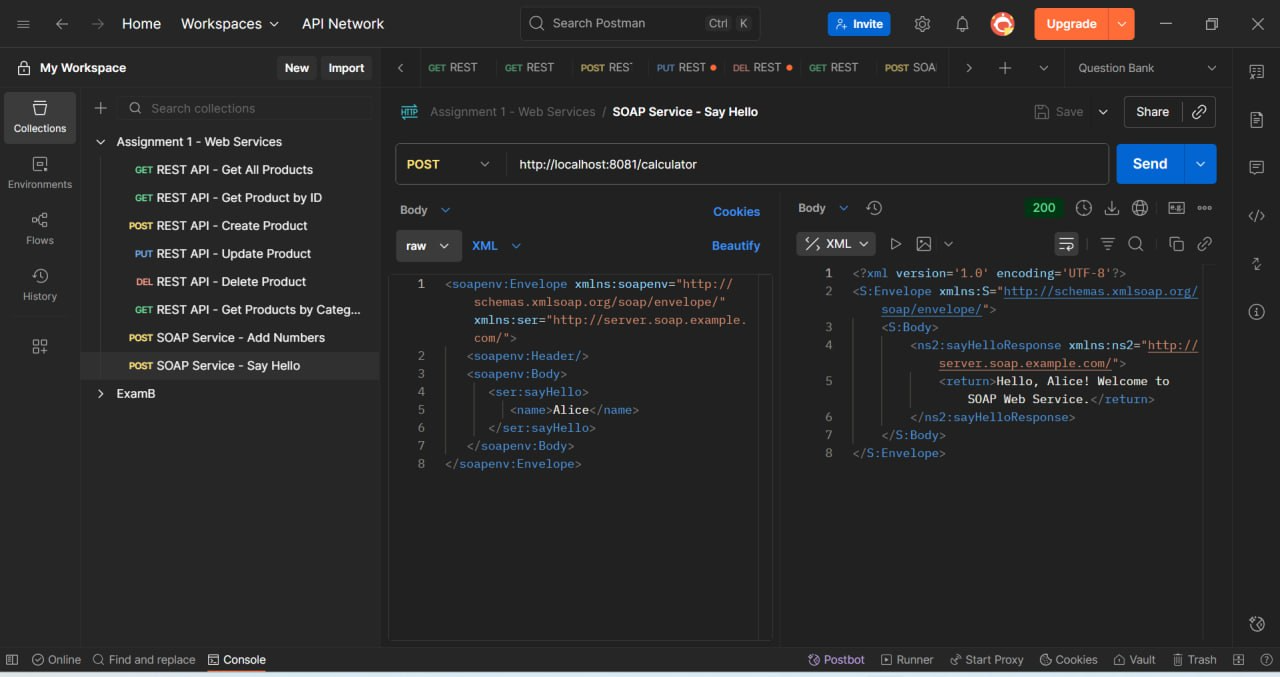 Home
Workspaces
API Network
Search Postman
Ctrl K
Invite
Upgrade
My Workspace
New
Import
GET REST
GET REST
POST REST
PUT REST
DEL REST
GET REST
POST SOA
Question Bank
Collections
Environments
Flows
History
Search collections
Assignment 1 - Web Services
GET REST API - Get All Products
GET REST API - Get Product by ID
POST REST API - Create Product
PUT REST API - Update Product
DEL REST API - Delete Product
GET REST API - Get Products by Categ...
POST SOAP Service - Add Numbers
POST SOAP Service - Say Hello
ExamB
HTTP
Assignment 1 - Web Services / SOAP Service - Say Hello
Save
Share
POST
http://localhost:8081/calculator
Send
Body
Cookies
raw
XML
Beautify
1 <soapenv:Envelope xmlns:soapenv="http://
schemas.xmlsoap.org/soap/envelope/"
xmlns:ser="http://server.soap.example.
com/">
2 <soapenv:Header/>
3 <soapenv:Body>
4 <ser:sayHello>
5 <name>Alice</name>
6 </ser:sayHello>
7 </soapenv:Body>
8 </soapenv:Envelope>
Body
200
e.g.
XML
1 <?xml version='1.0' encoding='UTF-8'?>
2 <S:Envelope xmlns:S="http://schemas.xmlsoap.org/
soap/envelope/">
3 <S:Body>
4 <ns2:sayHelloResponse xmlns:ns2="http://
server.soap.example.com/">
5 <return>Hello, Alice! Welcome to
SOAP Web Service.</return>
6 </ns2:sayHelloResponse>
7 </S:Body>
8 </S:Envelope>
Online
Find and replace
Console
Postbot
Runner
Start Proxy
Cookies
Vault
Trash